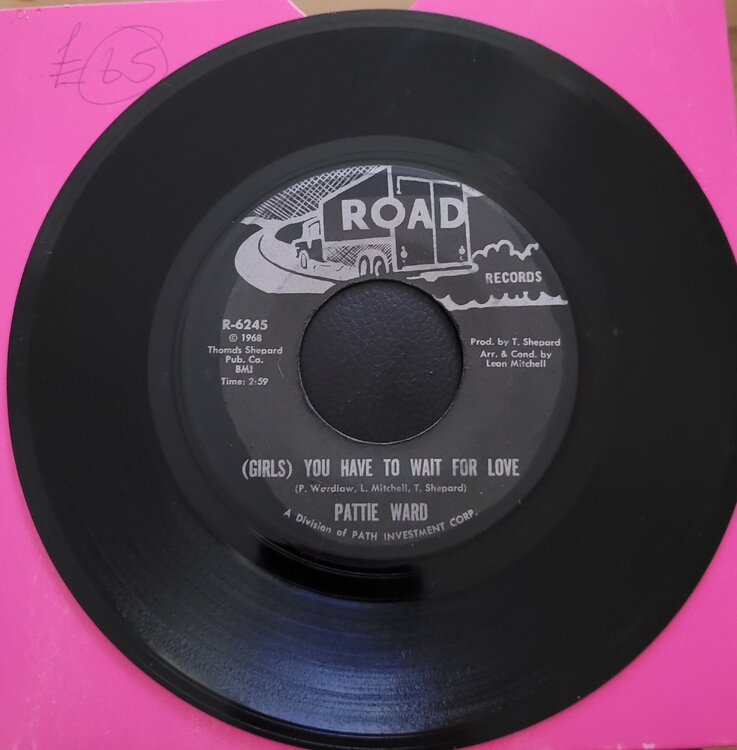 £65
ROAD
RECORDS
R-6245
© 1968
Thomas Shepard
Pub. Co.
BMI
Time: 2:59
Prod. by T. Shepard
Arr. & Cond. by
Leon Mitchell
(GIRLS) YOU HAVE TO WAIT FOR LOVE
(P. Wardlaw, L. Mitchell, T. Shepard)
PATTIE WARD
A Division of PATH INVESTMENT CORP.